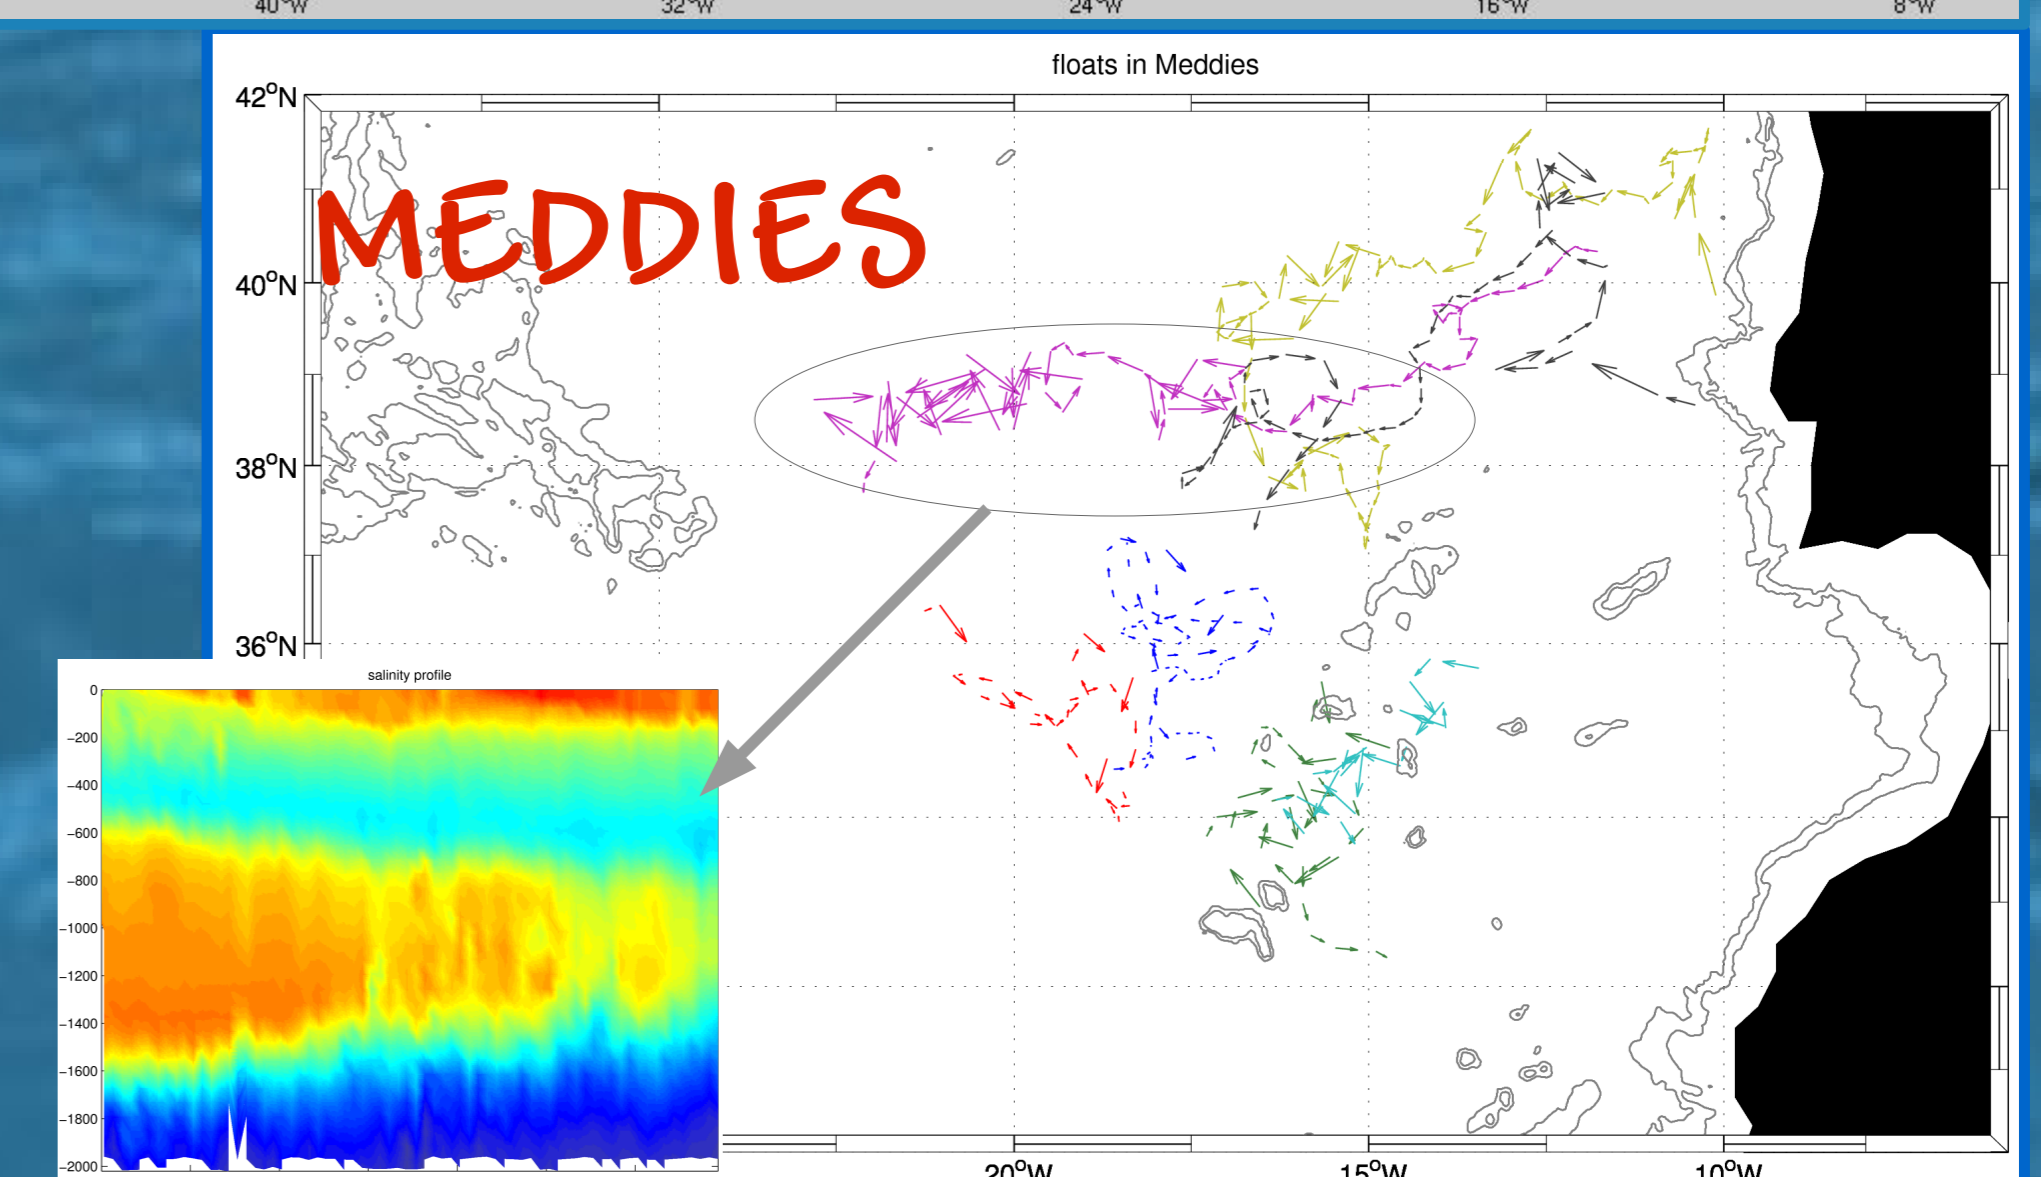 40°W 32°W 24°W 16°W 8°W
floats in Meddies
42°N
MEDDIES
40°N
38°N
36°N
salinity profile
0
−200
−400
−600
−800
−1000
−1200
−1400
−1600
−1800
−2000
20°W 15°W 10°W